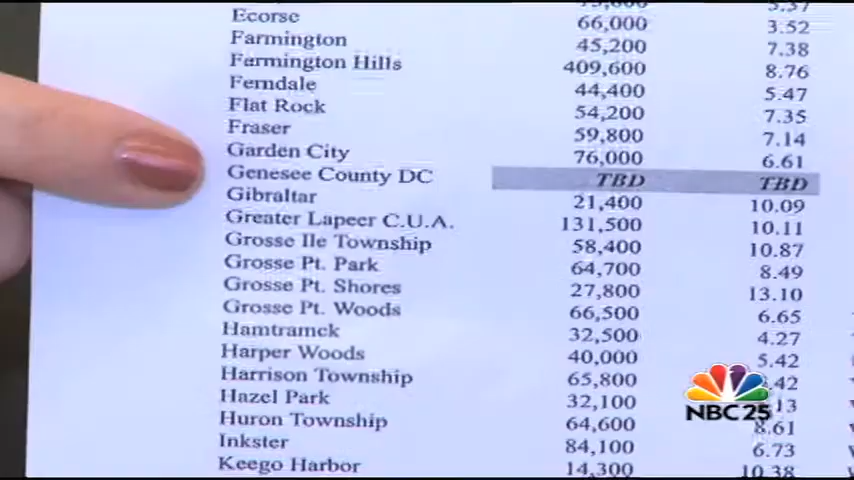 5.37
Ecorse 66,000 3.52
Farmington 45,200 7.38
Farmington Hills 409,600 8.76
Ferndale 44,400 5.47
Flat Rock 54,200 7.35
Fraser 59,800 7.14
Garden City 76,000 6.61
Genesee County DC TBD TBD
Gibraltar 21,400 10.09
Greater Lapeer C.U.A. 131,500 10.11
Grosse Ile Township 58,400 10.87
Grosse Pt. Park 64,700 8.49
Grosse Pt. Shores 27,800 13.10
Grosse Pt. Woods 66,500 6.65
Hamtramck 32,500 4.27
Harper Woods 40,000 5.42
Harrison Township 65,800
Hazel Park 32,100
Huron Township 64,600 8.61
Inkster 84,100 6.73
Keego Harbor 14,300 10.38
NBC25